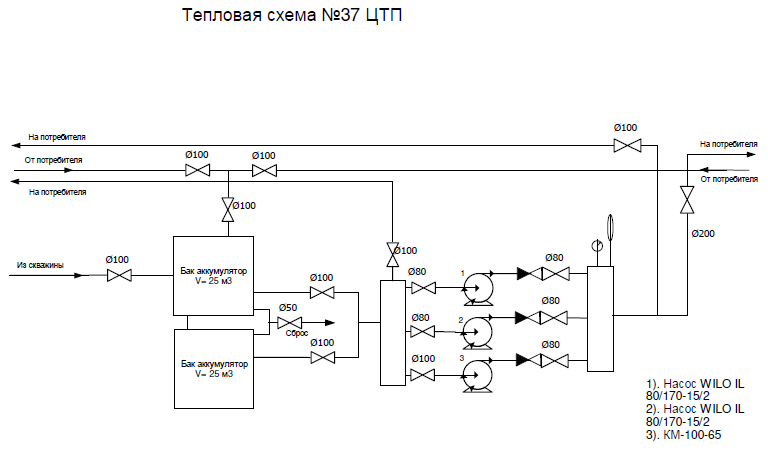 Тепловая схема №37 ЦТП
Ø100
На потребителя
На потребителя
От потребителя
Ø100
Ø100
От потребителя
На потребителя
Ø100
Ø200
Из скважины
Ø100
Ø100
Бак аккумулятор
V= 25 м3
Ø100
Ø80
1
Ø80
Ø50
Сброс
Ø80
2
Ø80
Ø100
Бак аккумулятор
V= 25 м3
Ø100
3
Ø80
1). Насос WILO IL
80/170-15/2
2). Насос WILO IL
80/170-15/2
3). КМ-100-65